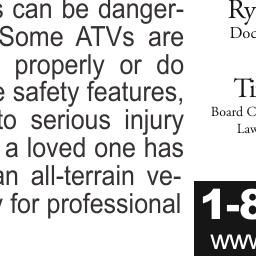 s can be danger-
Some ATVs are
properly or do
e safety features,
to serious injury
a loved one has
an all-terrain ve-
y for professional
Ry
Doc
Ti
Board C
Law
1-8
www